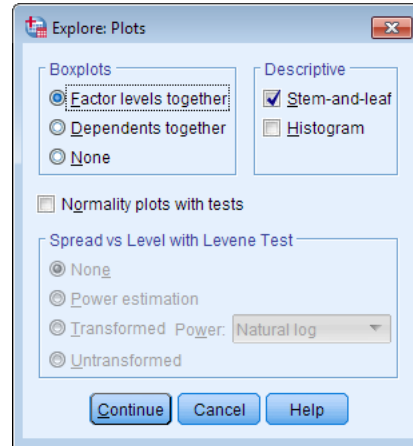 Explore: Plots
Boxplots
Factor levels together
Dependents together
None
Descriptive
Stem-and-leaf
Histogram
Normality plots with tests
Spread vs Level with Levene Test
None
Power estimation
Transformed Power: Natural log
Untransformed
Continue Cancel Help